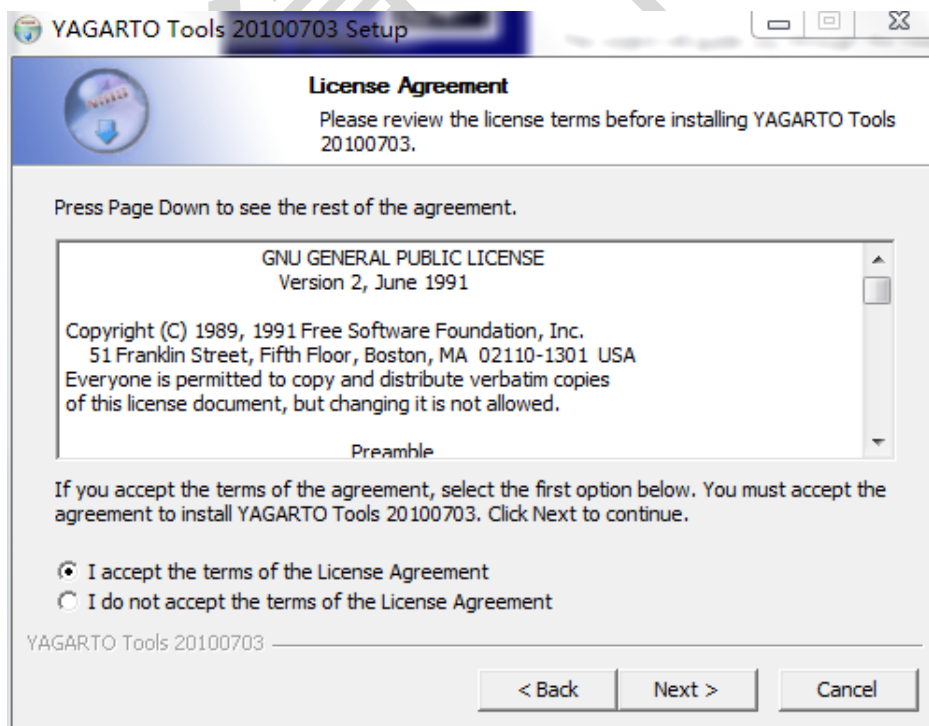 YAGARTO Tools 20100703 Setup
License Agreement
Please review the license terms before installing YAGARTO Tools
20100703.
Press Page Down to see the rest of the agreement.
GNU GENERAL PUBLIC LICENSE
Version 2, June 1991
Copyright (C) 1989, 1991 Free Software Foundation, Inc.
51 Franklin Street, Fifth Floor, Boston, MA 02110-1301 USA
Everyone is permitted to copy and distribute verbatim copies
of this license document, but changing it is not allowed.
Preamble
If you accept the terms of the agreement, select the first option below. You must accept the
agreement to install YAGARTO Tools 20100703. Click Next to continue.
I accept the terms of the License Agreement
I do not accept the terms of the License Agreement
YAGARTO Tools 20100703
< Back Next > Cancel